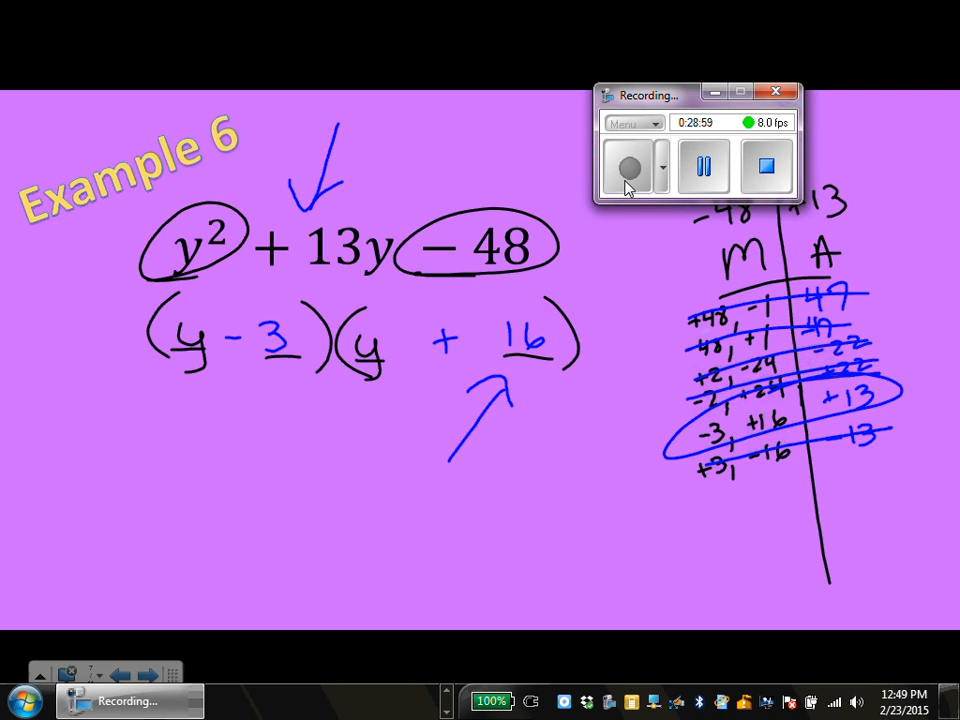 Recording...
Menu 0:28:59 8.0 fps
Example 6
-48 +13
M A
y² + 13y − 48
(y - 3)(y + 16)
+48, -1 47
-48, +1 -47
+2, -24 -22
-2, +24 +22
-3, +16 +13
+3, -16 -13
7
Recording...
100%
12:49 PM
2/23/2015